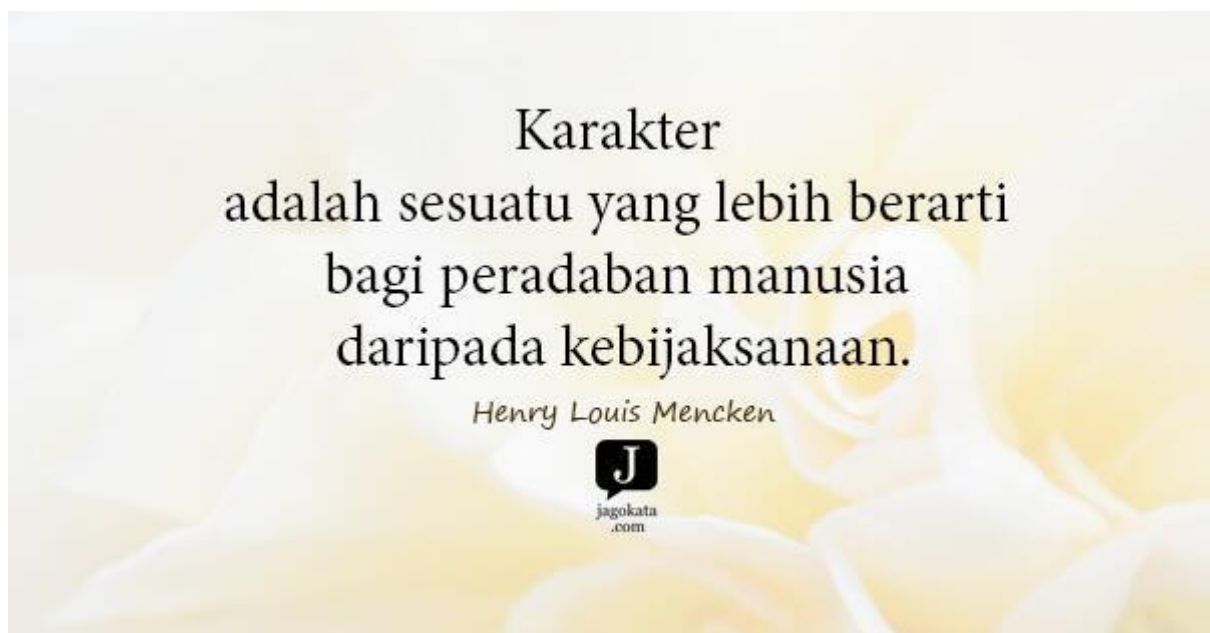 Karakter
adalah sesuatu yang lebih berarti
bagi peradaban manusia
daripada kebijaksanaan.
Henry Louis Mencken
J
jagokata
.com